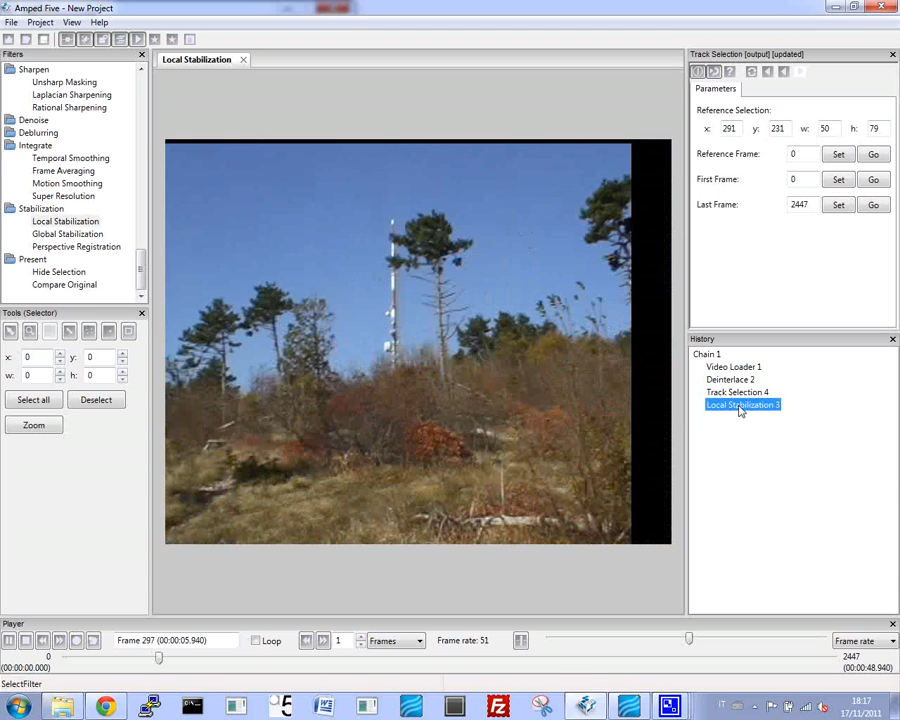 Amped Five - New Project
File Project View Help
Filters
Sharpen
Unsharp Masking
Laplacian Sharpening
Rational Sharpening
Denoise
Deblurring
Integrate
Temporal Smoothing
Frame Averaging
Motion Smoothing
Super Resolution
Stabilization
Local Stabilization
Global Stabilization
Perspective Registration
Present
Hide Selection
Compare Original
Tools (Selector)
x: 0 y: 0
w: 0 h: 0
Select all Deselect
Zoom
Local Stabilization
Track Selection [output] [updated]
Parameters
Reference Selection:
x: 291 y: 231 w: 50 h: 79
Reference Frame: 0 Set Go
First Frame: 0 Set Go
Last Frame: 2447 Set Go
History
Chain 1
Video Loader 1
Deinterlace 2
Track Selection 4
Local Stabilization 3
Player
Frame 297 (00:00:05.940) Loop 1 Frames Frame rate: 51 Frame rate
0 2447
(00:00:00.000) (00:00:48.940)
SelectFilter
IT 18:17
17/11/2011